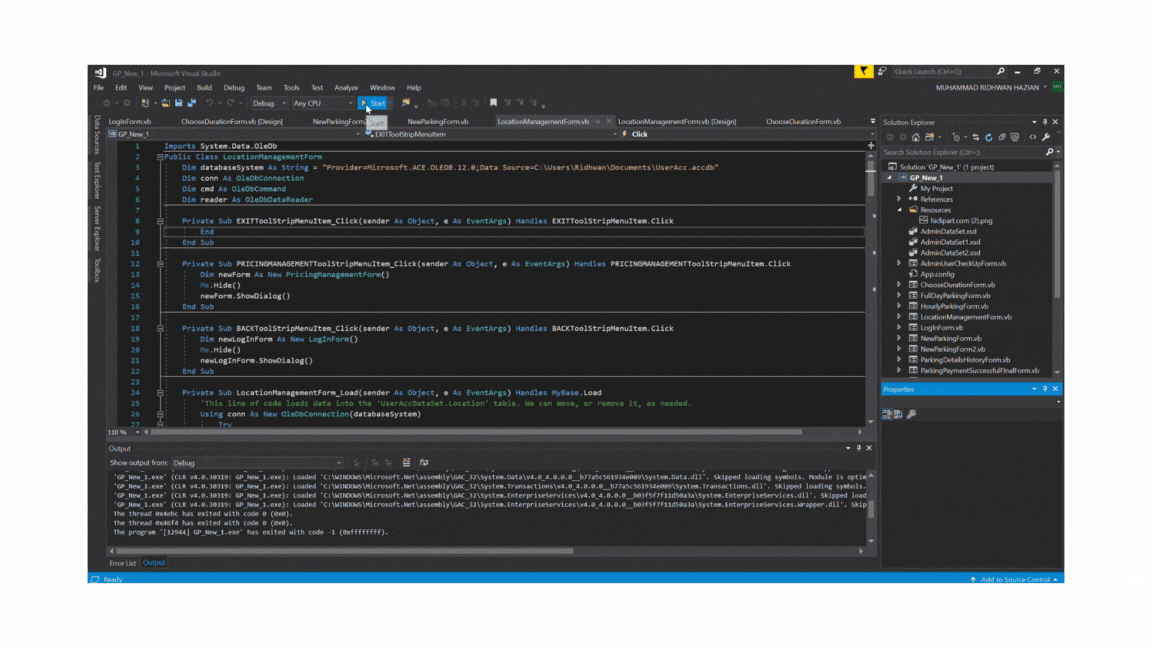 GP_New_1 - Microsoft Visual Studio
Quick Launch (Ctrl+Q)
File Edit View Project Build Debug Team Tools Test Analyze Window Help
MUHAMMAD RIDHWAN HAZIAN
Debug Any CPU Start
LogInForm.vb ChooseDurationForm.vb [Design] NewParkingForm NewParkingForm.vb LocationManagementForm.vb LocationManagementForm.vb [Design] ChooseDurationForm.vb
Start
GP_New_1 EXITToolStripMenuItem Click
1 Imports System.Data.OleDb
2 Public Class LocationManagementForm
3 Dim databaseSystem As String = "Provider=Microsoft.ACE.OLEDB.12.0;Data Source=C:\Users\Ridhwan\Documents\UserAcc.accdb"
4 Dim conn As OleDbConnection
5 Dim cmd As OleDbCommand
6 Dim reader As OleDbDataReader
7
8 Private Sub EXITToolStripMenuItem_Click(sender As Object, e As EventArgs) Handles EXITToolStripMenuItem.Click
9 End
10 End Sub
11
12 Private Sub PRICINGMANAGEMENTToolStripMenuItem_Click(sender As Object, e As EventArgs) Handles PRICINGMANAGEMENTToolStripMenuItem.Click
13 Dim newForm As New PricingManagementForm()
14 Me.Hide()
15 newForm.ShowDialog()
16 End Sub
17
18 Private Sub BACKToolStripMenuItem_Click(sender As Object, e As EventArgs) Handles BACKToolStripMenuItem.Click
19 Dim newLogInForm As New LogInForm()
20 Me.Hide()
21 newLogInForm.ShowDialog()
22 End Sub
23
24 Private Sub LocationManagementForm_Load(sender As Object, e As EventArgs) Handles MyBase.Load
25 'This line of code loads data into the 'UserAccDataSet.Location' table. We can move, or remove it, as needed.
26 Using conn As New OleDbConnection(databaseSystem)
27 Try
110 %
Output
Show output from: Debug
'GP_New_1.exe' (CLR v4.0.30319: GP_New_1.exe): Loaded 'C:\WINDOWS\Microsoft.Net\assembly\GAC_32\System.Data\v4.0_4.0.0.0__b77a5c561934e089\System.Data.dll'. Skipped loading symbols. Module is optim
'GP_New_1.exe' (CLR v4.0.30319: GP_New_1.exe): Loaded 'C:\WINDOWS\Microsoft.Net\assembly\GAC_32\System.Transactions\v4.0_4.0.0.0__b77a5c561934e089\System.Transactions.dll'. Skipped loading symbols.
'GP_New_1.exe' (CLR v4.0.30319: GP_New_1.exe): Loaded 'C:\WINDOWS\Microsoft.Net\assembly\GAC_32\System.EnterpriseServices\v4.0_4.0.0.0__b03f5f7f11d50a3a\System.EnterpriseServices.dll'. Skipped load
'GP_New_1.exe' (CLR v4.0.30319: GP_New_1.exe): Loaded 'C:\WINDOWS\Microsoft.Net\assembly\GAC_32\System.EnterpriseServices\v4.0_4.0.0.0__b03f5f7f11d50a3a\System.EnterpriseServices.Wrapper.dll'. Skip
The thread 0x4ebc has exited with code 0 (0x0).
The thread 0x46f4 has exited with code 0 (0x0).
The program '[12944] GP_New_1.exe' has exited with code -1 (0xffffffff).
Error List Output
Ready
Add to Source Control
Data Sources
Test Explorer
Server Explorer
Toolbox
Solution Explorer
Search Solution Explorer (Ctrl+;)
Solution 'GP_New_1' (1 project)
GP_New_1
My Project
References
Resources
hiclipart.com (2).png
AdminDataSet.xsd
AdminDataSet1.xsd
AdminDataSet2.xsd
AdminUserCheckUpForm.vb
App.config
ChooseDurationForm.vb
FullDayParkingForm.vb
HourlyParkingForm.vb
LocationManagementForm.vb
LogInForm.vb
NewParkingForm.vb
NewParkingForm2.vb
ParkingDetailsHistoryForm.vb
ParkingPaymentSuccessfulFInalForm.vb
Properties